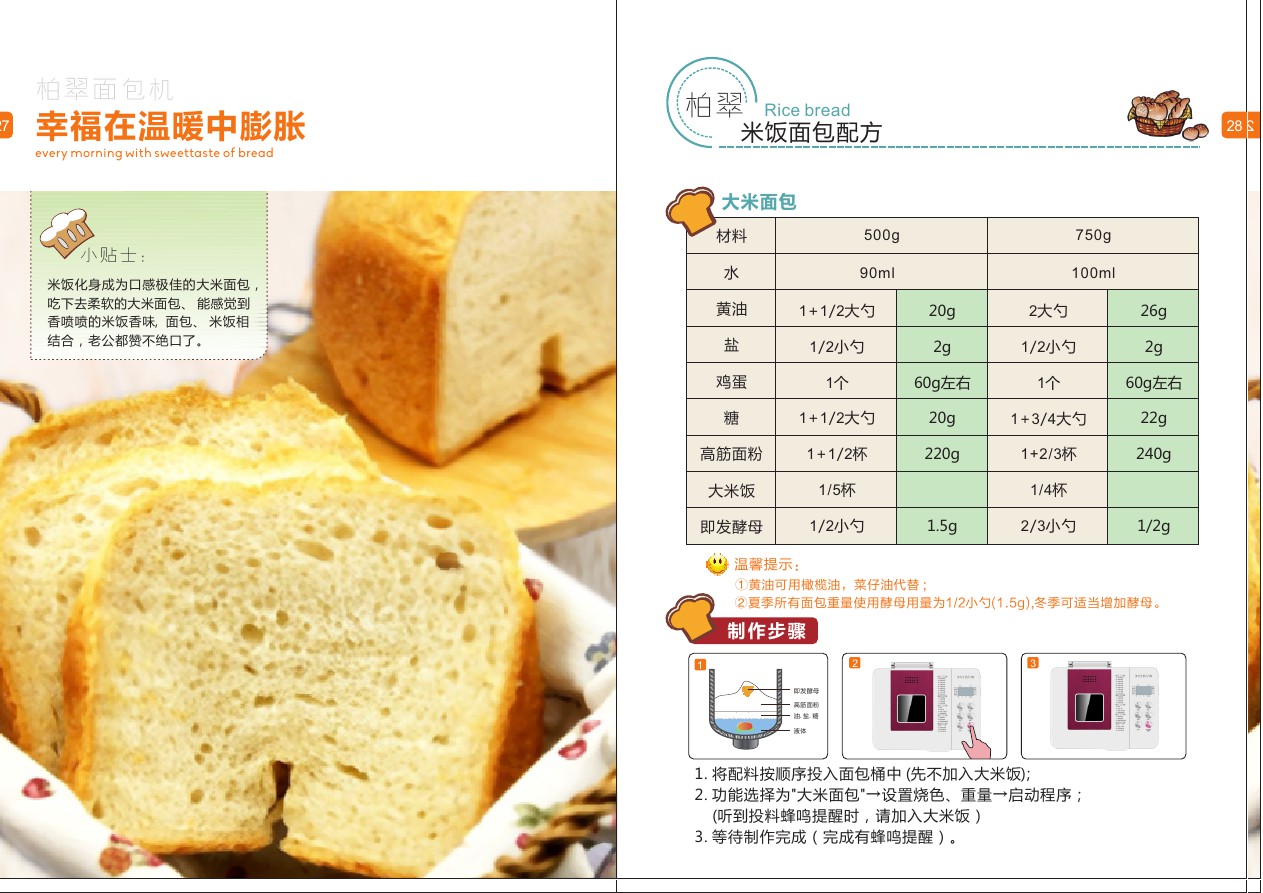 柏翠面包机
27
幸福在温暖中膨胀
every morning with sweettaste of bread
小贴士：
米饭化身成为口感极佳的大米面包，
吃下去柔软的大米面包、能感觉到
香喷喷的米饭香味, 面包、米饭相
结合，老公都赞不绝口了。
柏翠
Rice bread
米饭面包配方
28
大米面包
材料 500g 750g
水 90ml 100ml
黄油 1+1/2大勺 20g 2大勺 26g
盐 1/2小勺 2g 1/2小勺 2g
鸡蛋 1个 60g左右 1个 60g左右
糖 1+1/2大勺 20g 1+3/4大勺 22g
高筋面粉 1+1/2杯 220g 1+2/3杯 240g
大米饭 1/5杯 1/4杯
即发酵母 1/2小勺 1.5g 2/3小勺 1/2g
温馨提示：
①黄油可用橄榄油，菜仔油代替；
②夏季所有面包重量使用酵母用量为1/2小勺(1.5g),冬季可适当增加酵母。
制作步骤
1
即发酵母
高筋面粉
油. 盐. 糖
液体
2
3
1. 将配料按顺序投入面包桶中 (先不加入大米饭);
2. 功能选择为"大米面包"→设置烧色、重量→启动程序；
(听到投料蜂鸣提醒时，请加入大米饭）
3. 等待制作完成（完成有蜂鸣提醒）。